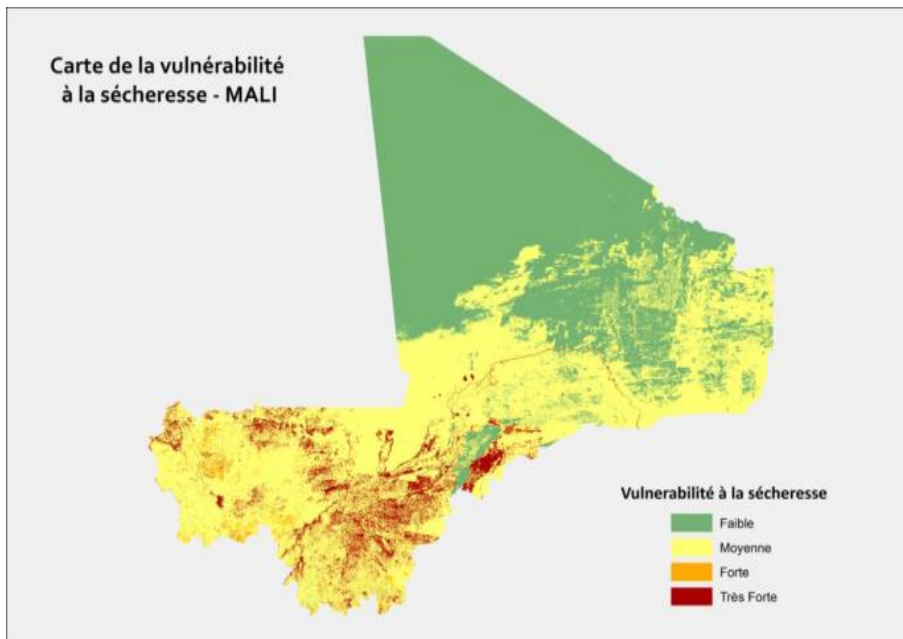 Carte de la vulnérabilité
à la sécheresse - MALI
Vulnerabilité à la sécheresse
Faible
Moyenne
Forte
Très Forte